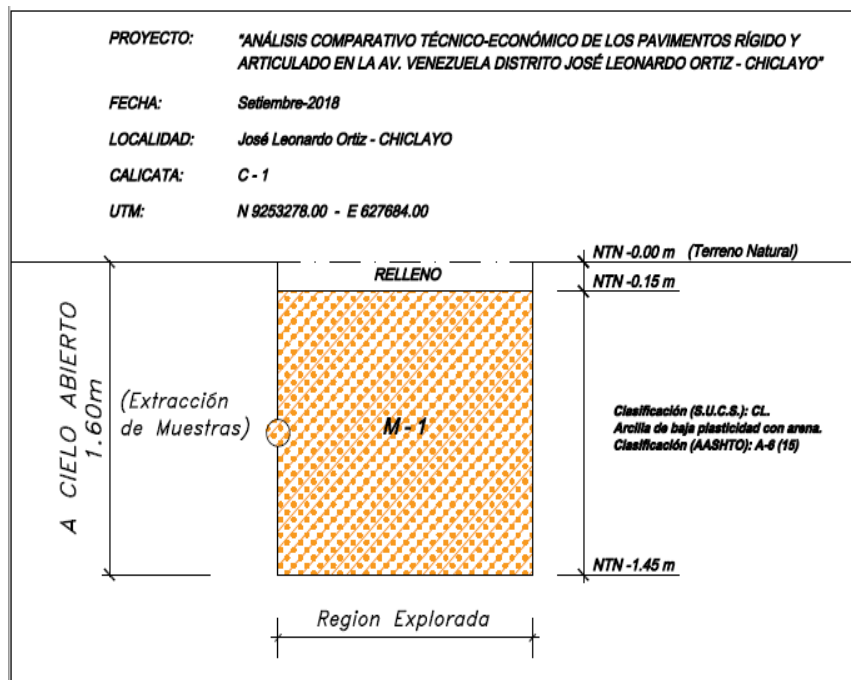 PROYECTO: "ANÁLISIS COMPARATIVO TÉCNICO-ECONÓMICO DE LOS PAVIMENTOS RÍGIDO Y
ARTICULADO EN LA AV. VENEZUELA DISTRITO JOSÉ LEONARDO ORTIZ - CHICLAYO"
FECHA: Setiembre-2018
LOCALIDAD: José Leonardo Ortiz - CHICLAYO
CALICATA: C - 1
UTM: N 9253278.00 - E 627684.00
NTN -0.00 m (Terreno Natural)
RELLENO
NTN -0.15 m
A CIELO ABIERTO
1.60m
(Extracción
de Muestras)
M - 1
Clasificación (S.U.C.S.): CL.
Arcilla de baja plasticidad con arena.
Clasificación (AASHTO): A-6 (15)
NTN -1.45 m
Region Explorada